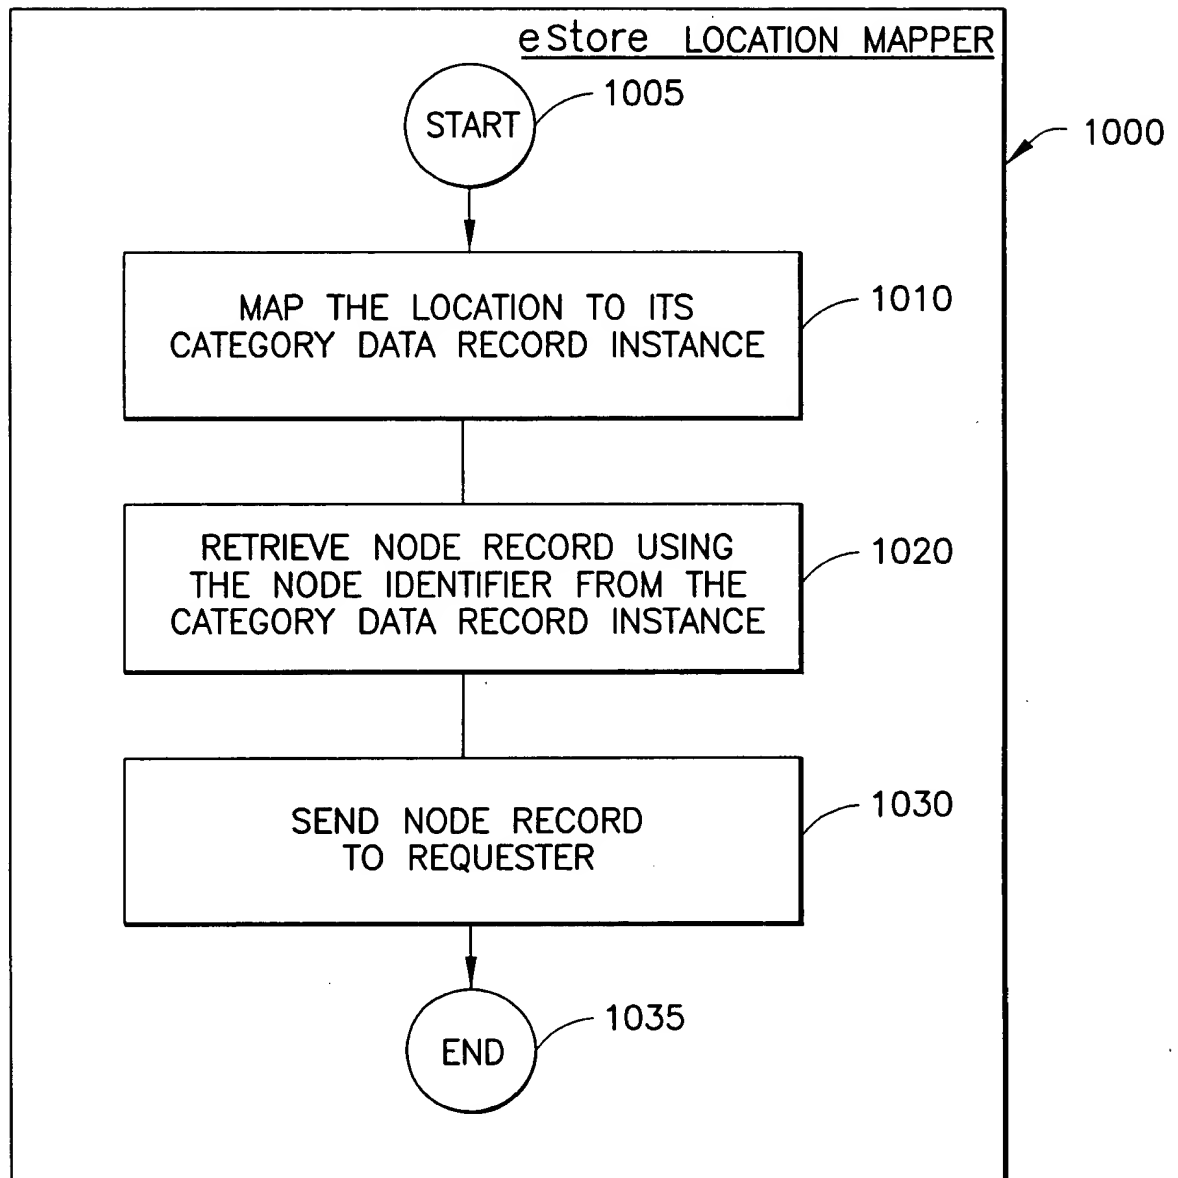 eStore LOCATION MAPPER
START
1005
1000
MAP THE LOCATION TO ITS
CATEGORY DATA RECORD INSTANCE
1010
RETRIEVE NODE RECORD USING
THE NODE IDENTIFIER FROM THE
CATEGORY DATA RECORD INSTANCE
1020
SEND NODE RECORD
TO REQUESTER
1030
END
1035